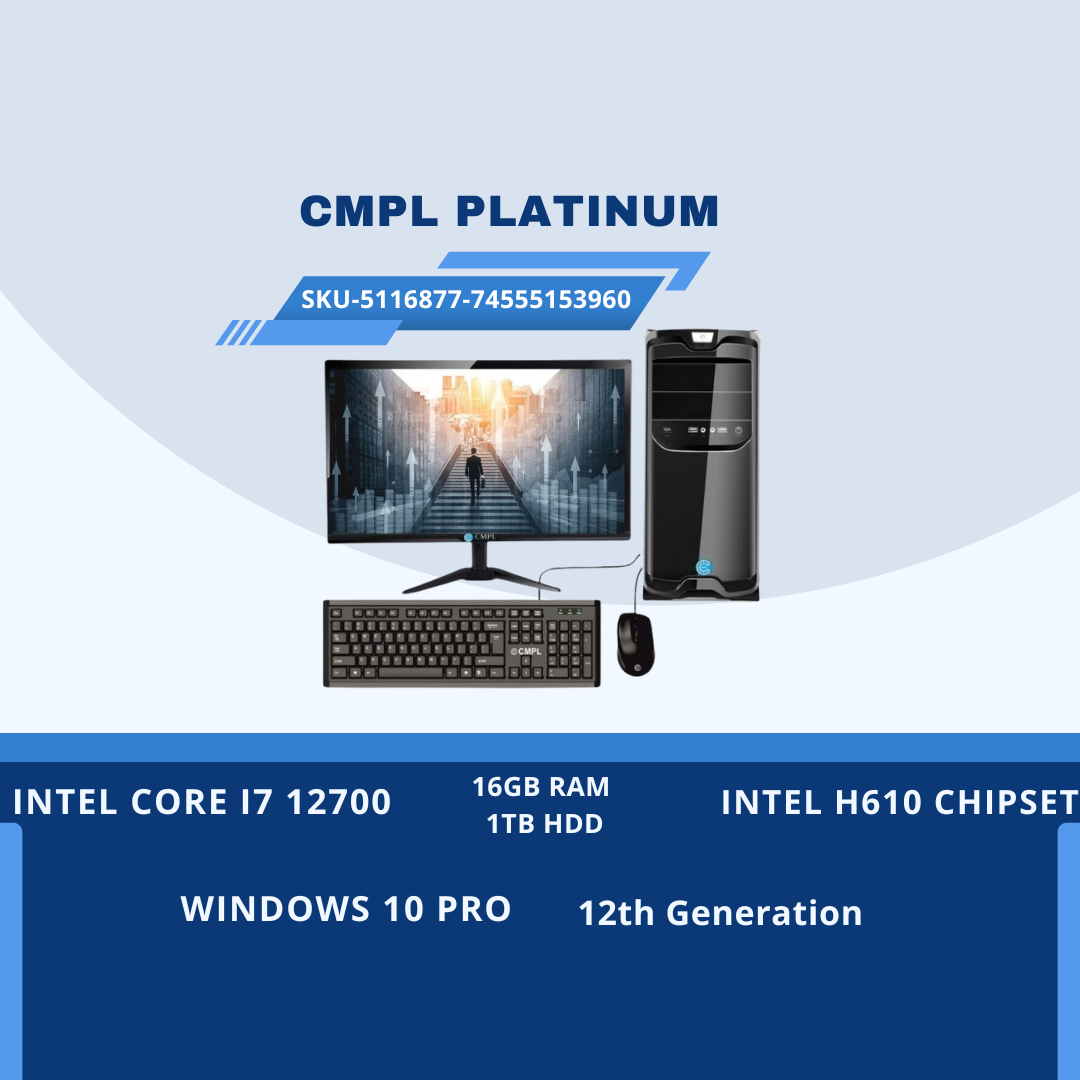 CMPL PLATINUM
SKU-5116877-74555153960
CMPL
CMPL
INTEL CORE I7 12700
16GB RAM
1TB HDD
INTEL H610 CHIPSET
WINDOWS 10 PRO
12th Generation